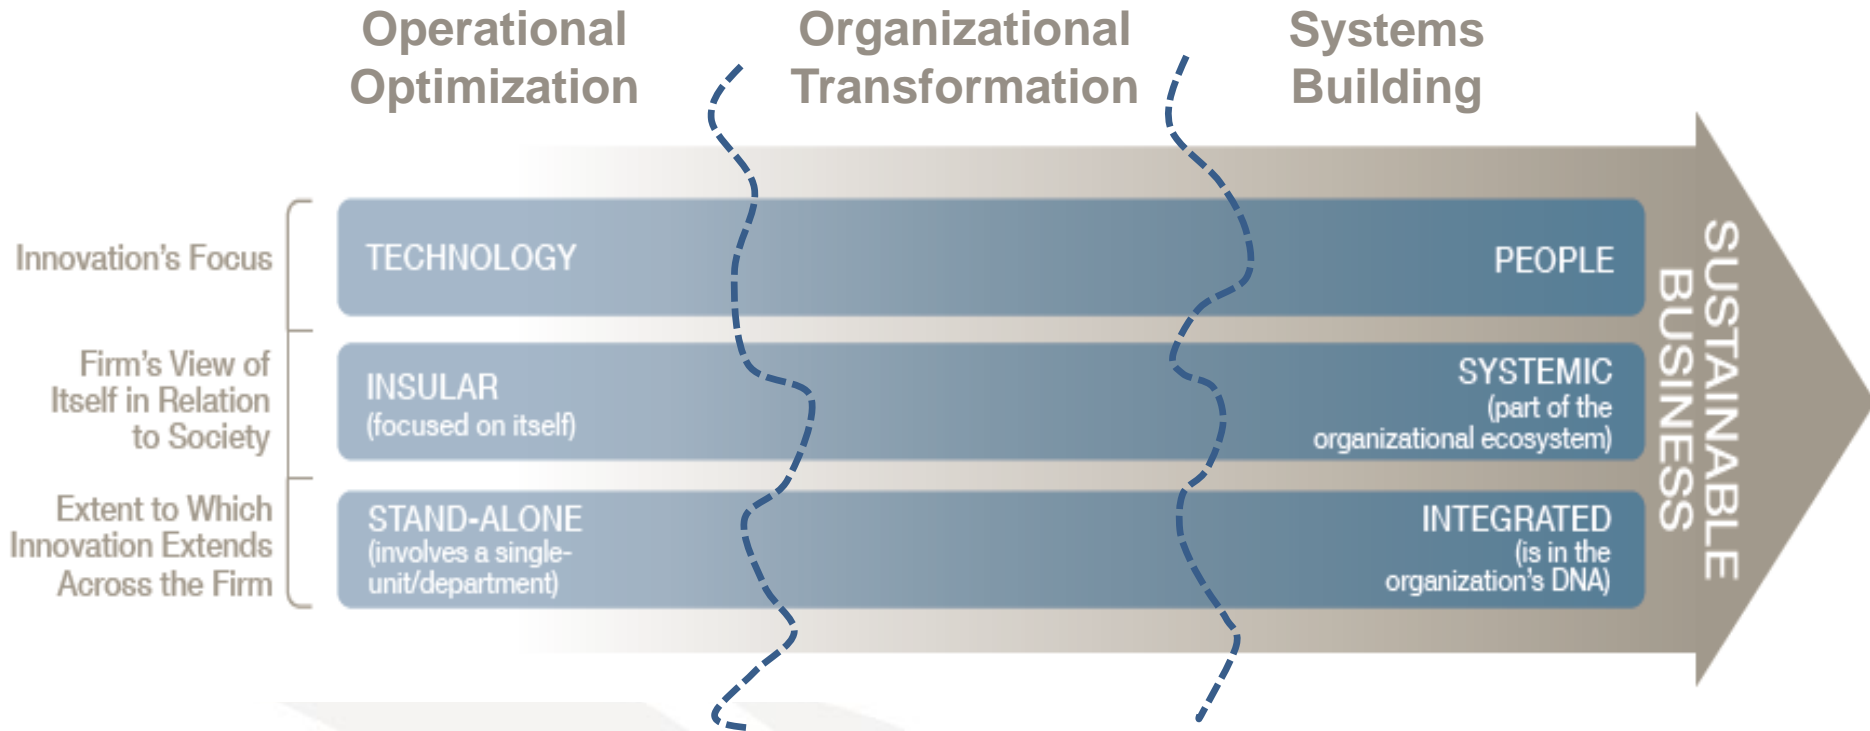 Operational
Optimization
Organizational
Transformation
Systems
Building
Innovation's Focus
TECHNOLOGY
PEOPLE
Firm's View of
Itself in Relation
to Society
INSULAR
(focused on itself)
SYSTEMIC
(part of the
organizational ecosystem)
Extent to Which
Innovation Extends
Across the Firm
STAND-ALONE
(involves a single-
unit/department)
INTEGRATED
(is in the
organization's DNA)
SUSTAINABLE
BUSINESS